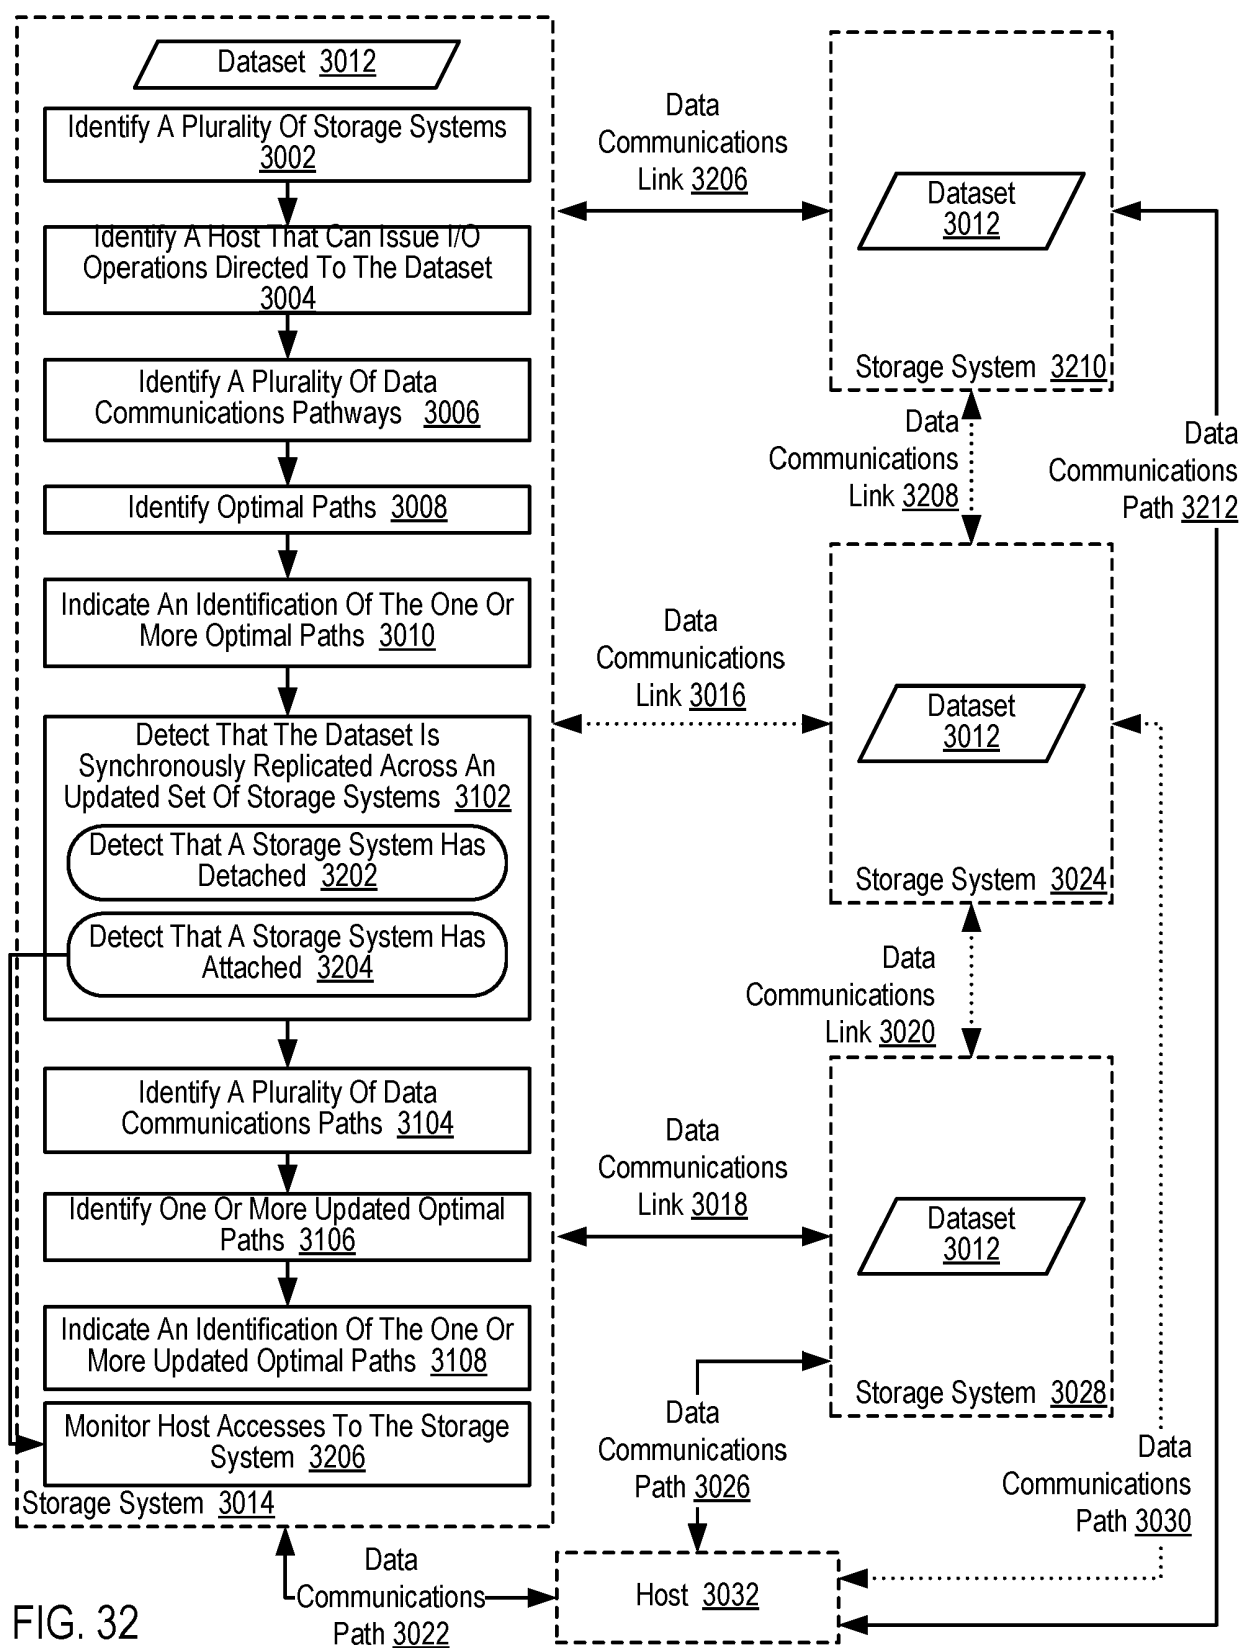 Dataset 3012
Identify A Plurality Of Storage Systems
3002
Identify A Host That Can Issue I/O
Operations Directed To The Dataset
3004
Identify A Plurality Of Data
Communications Pathways 3006
Identify Optimal Paths 3008
Indicate An Identification Of The One Or
More Optimal Paths 3010
Detect That The Dataset Is
Synchronously Replicated Across An
Updated Set Of Storage Systems 3102
Detect That A Storage System Has
Detached 3202
Detect That A Storage System Has
Attached 3204
Identify A Plurality Of Data
Communications Paths 3104
Identify One Or More Updated Optimal
Paths 3106
Indicate An Identification Of The One Or
More Updated Optimal Paths 3108
Monitor Host Accesses To The Storage
System 3206
Storage System 3014
Data
Communications
Link 3206
Dataset
3012
Storage System 3210
Data
Communications
Link 3208
Data
Communications
Path 3212
Data
Communications
Link 3016
Dataset
3012
Storage System 3024
Data
Communications
Link 3020
Data
Communications
Link 3018
Dataset
3012
Storage System 3028
Data
Communications
Path 3026
Data
Communications
Path 3030
Data
Communications
Path 3022
Host 3032
FIG. 32